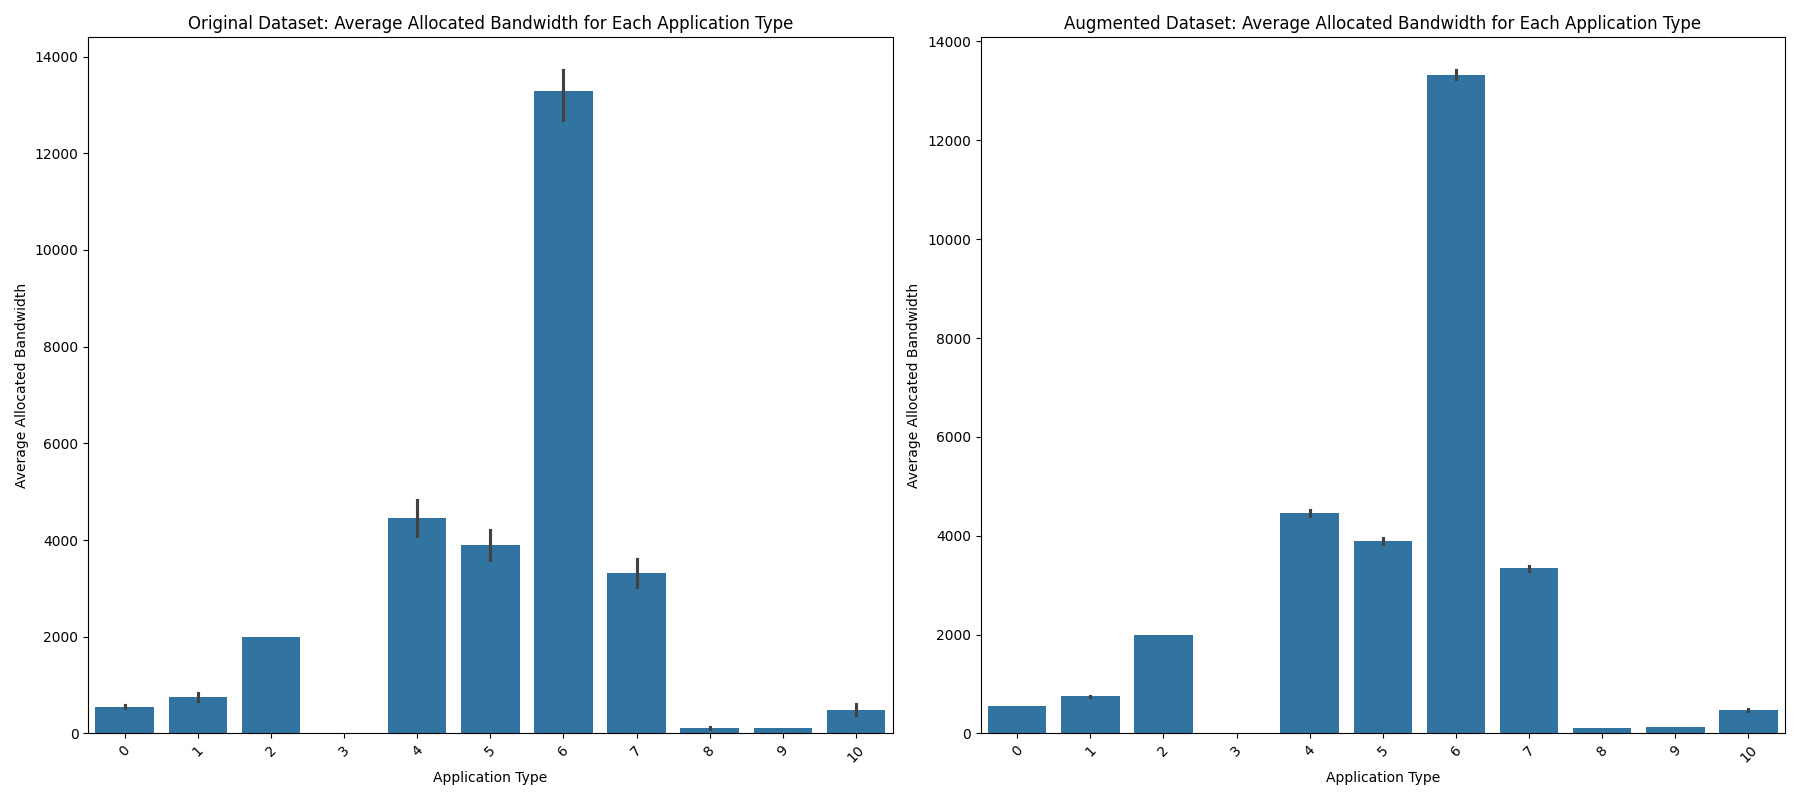 Original Dataset: Average Allocated Bandwidth for Each Application Type
14000
12000
10000
8000
6000
4000
2000
0
Average Allocated Bandwidth
0 1 2 3 4 5 6 7 8 9 10
Application Type
Augmented Dataset: Average Allocated Bandwidth for Each Application Type
14000
12000
10000
8000
6000
4000
2000
0
Average Allocated Bandwidth
0 1 2 3 4 5 6 7 8 9 10
Application Type